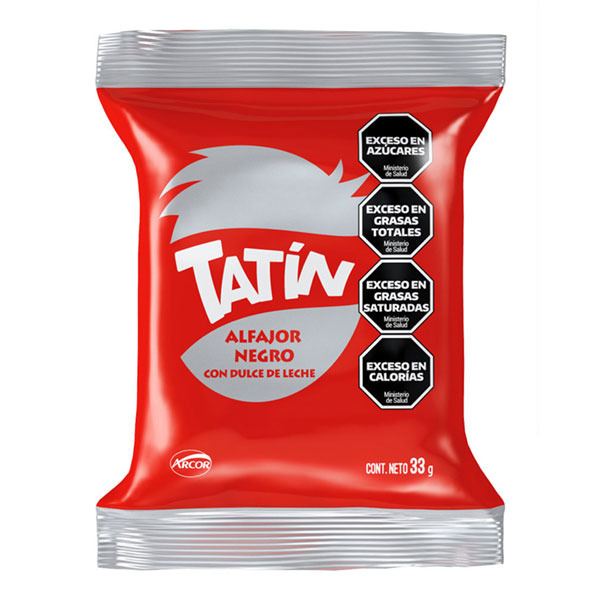 EXCESO EN
AZÚCARES
Ministerio
de Salud
EXCESO EN
GRASAS
TOTALES
Ministerio
de Salud
EXCESO EN
GRASAS
SATURADAS
Ministerio
de Salud
EXCESO EN
CALORÍAS
Ministerio
de Salud
TATÍN
ALFAJOR
NEGRO
CON DULCE DE LECHE
ARCOR
CONT. NETO 33 g